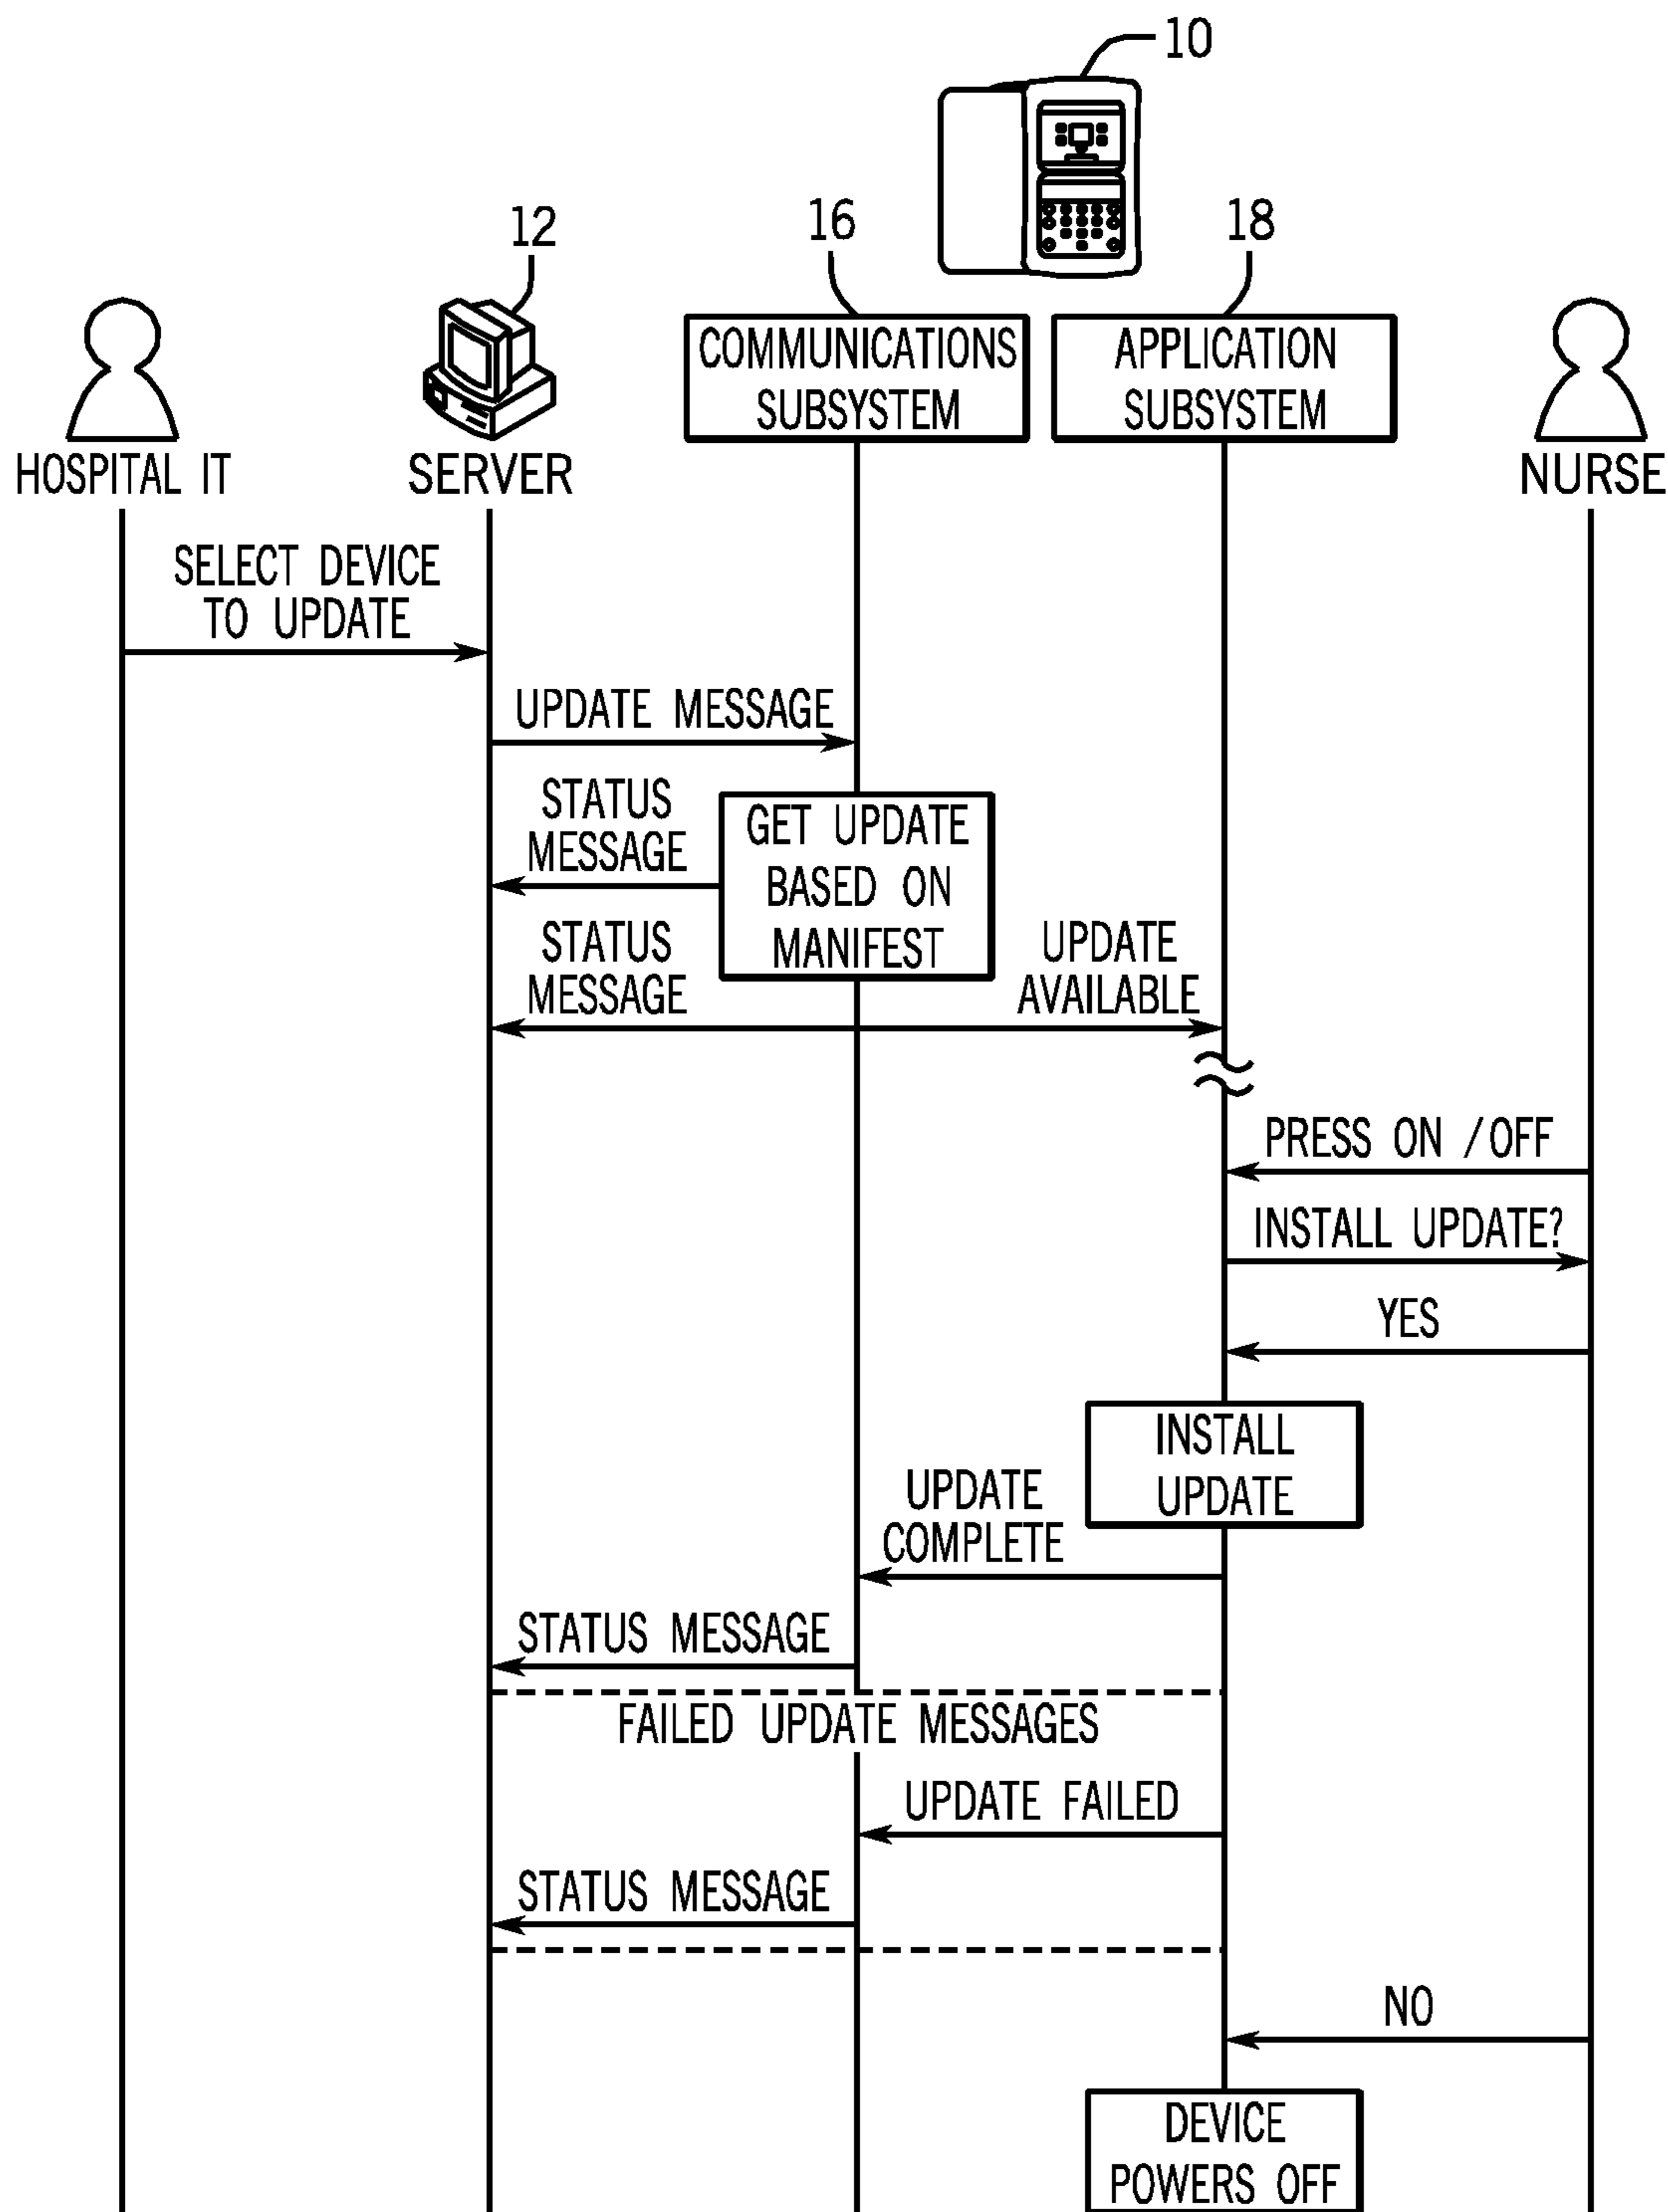 10
12
16
18
COMMUNICATIONS
SUBSYSTEM
APPLICATION
SUBSYSTEM
HOSPITAL IT
SERVER
NURSE
SELECT DEVICE
TO UPDATE
UPDATE MESSAGE
STATUS
MESSAGE
GET UPDATE
BASED ON
MANIFEST
STATUS
MESSAGE
UPDATE
AVAILABLE
PRESS ON /OFF
INSTALL UPDATE?
YES
INSTALL
UPDATE
UPDATE
COMPLETE
STATUS MESSAGE
FAILED UPDATE MESSAGES
UPDATE FAILED
STATUS MESSAGE
NO
DEVICE
POWERS OFF